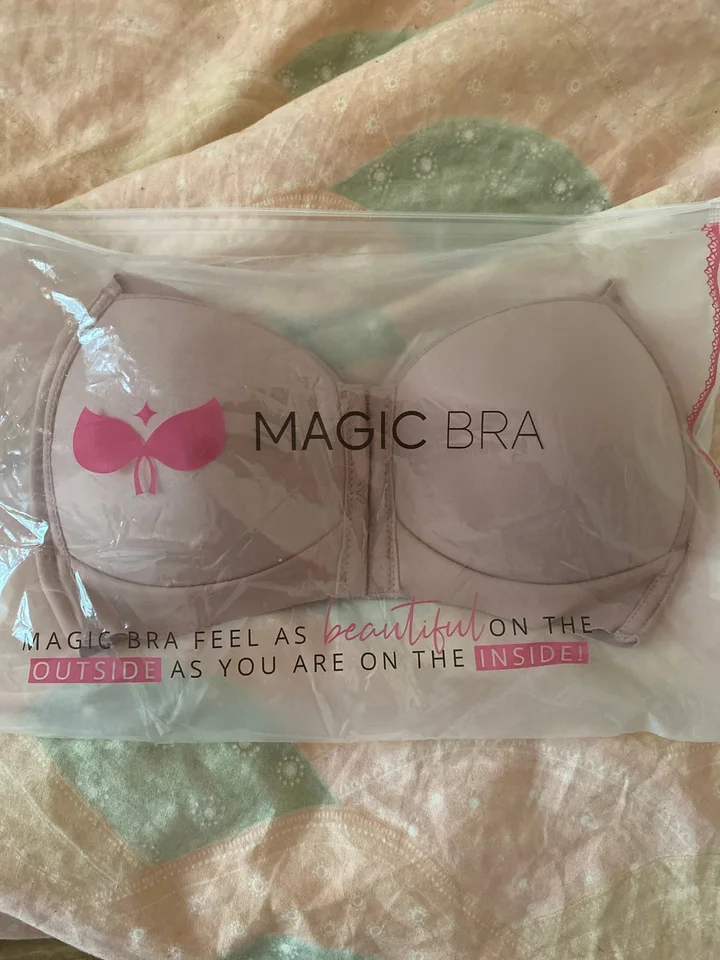 MAGIC BRA
MAGIC BRA FEEL AS beautiful ON THE
OUTSIDE AS YOU ARE ON THE INSIDE!